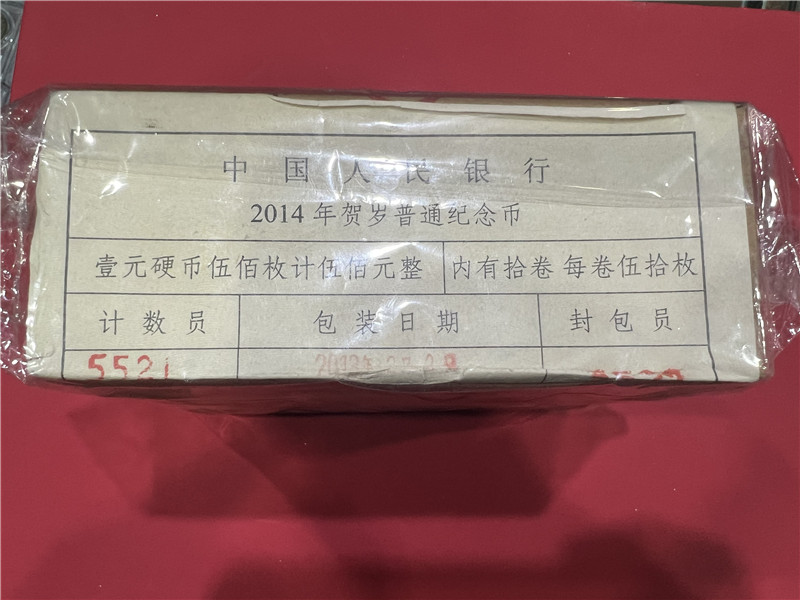 中国人民银行
2014年贺岁普通纪念币
壹元硬币伍佰枚计伍佰元整 内有拾卷 每卷伍拾枚
计数员 包装日期 封包员
5521